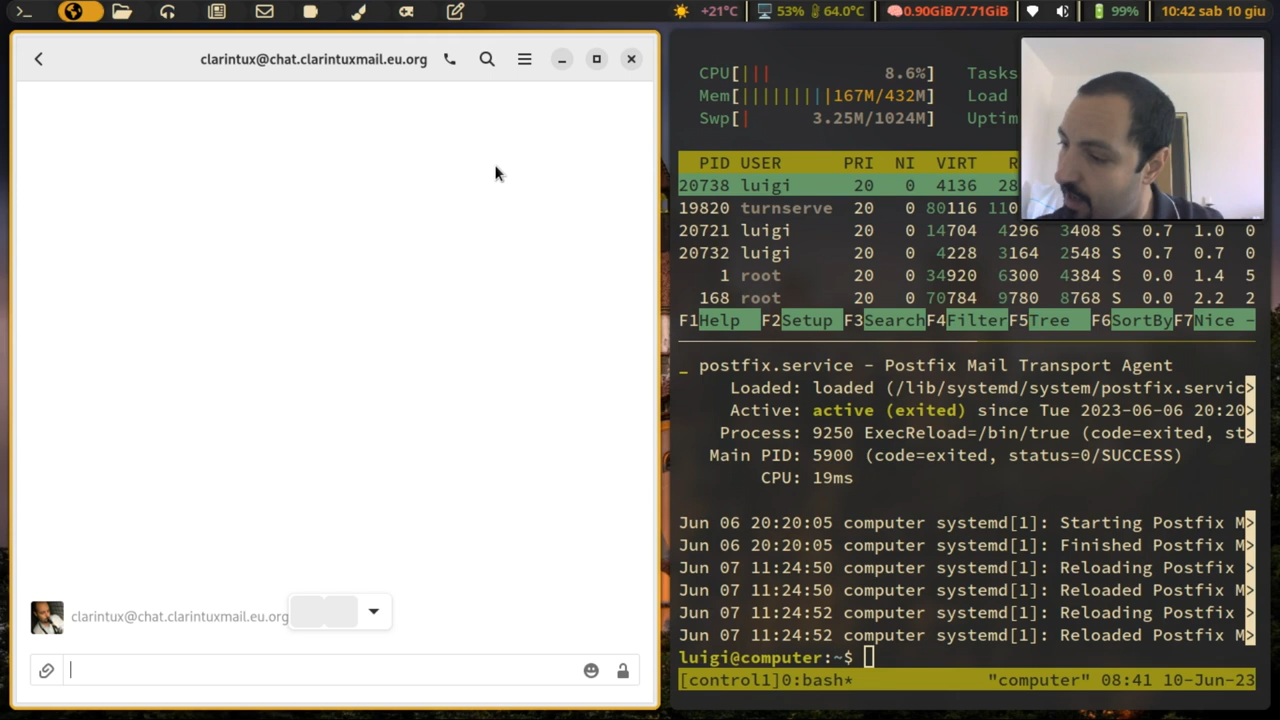 >_ +21°C 53% 64.0°C 0.90GiB/7.71GiB 99% 10:42 sab 10 giu
clarintux@chat.clarintuxmail.eu.org
clarintux@chat.clarintuxmail.eu.org
CPU[||| 8.6%] Tasks
Mem[|||||||||167M/432M] Load
Swp[| 3.25M/1024M] Uptim
PID USER PRI NI VIRT R
20738 luigi 20 0 4136 28
19820 turnserve 20 0 80116 110
20721 luigi 20 0 14704 4296 3408 S 0.7 1.0 0
20732 luigi 20 0 4228 3164 2548 S 0.7 0.7 0
1 root 20 0 34920 6300 4384 S 0.0 1.4 5
168 root 20 0 70784 9780 8768 S 0.0 2.2 2
F1Help F2Setup F3SearchF4FilterF5Tree F6SortByF7Nice -
_ postfix.service - Postfix Mail Transport Agent
Loaded: loaded (/lib/systemd/system/postfix.servic>
Active: active (exited) since Tue 2023-06-06 20:20>
Process: 9250 ExecReload=/bin/true (code=exited, st>
Main PID: 5900 (code=exited, status=0/SUCCESS)
CPU: 19ms
Jun 06 20:20:05 computer systemd[1]: Starting Postfix M>
Jun 06 20:20:05 computer systemd[1]: Finished Postfix M>
Jun 07 11:24:50 computer systemd[1]: Reloading Postfix >
Jun 07 11:24:50 computer systemd[1]: Reloaded Postfix M>
Jun 07 11:24:52 computer systemd[1]: Reloading Postfix >
Jun 07 11:24:52 computer systemd[1]: Reloaded Postfix M>
luigi@computer:~$
[control1]0:bash* "computer" 08:41 10-Jun-23